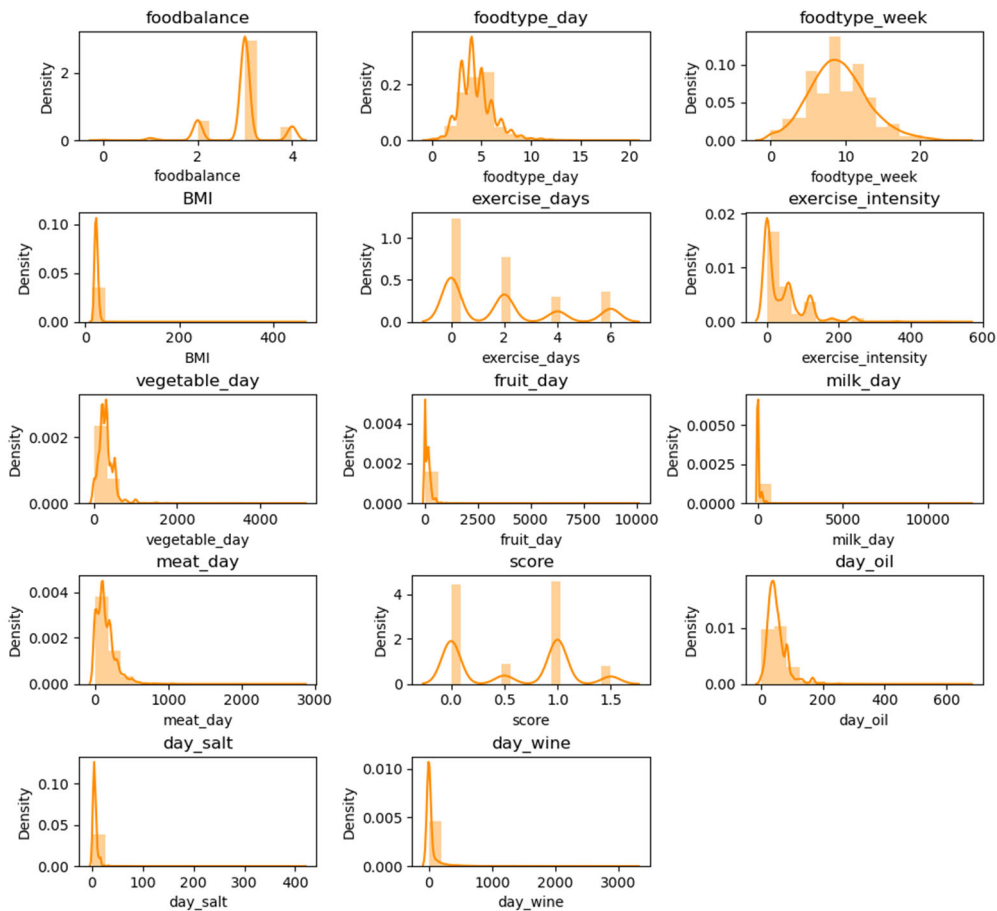 foodbalance
Density
2
0
0 2 4
foodbalance
foodtype_day
Density
0.2
0.0
0 5 10 15 20
foodtype_day
foodtype_week
Density
0.10
0.05
0.00
0 10 20
foodtype_week
BMI
Density
0.10
0.05
0.00
0 200 400
BMI
exercise_days
Density
1.0
0.5
0.0
0 2 4 6
exercise_days
exercise_intensity
Density
0.02
0.01
0.00
0 200 400 600
exercise_intensity
vegetable_day
Density
0.002
0.000
0 2000 4000
vegetable_day
fruit_day
Density
0.004
0.002
0.000
0 2500 5000 7500 10000
fruit_day
milk_day
Density
0.0050
0.0025
0.0000
0 5000 10000
milk_day
meat_day
Density
0.004
0.002
0.000
0 1000 2000 3000
meat_day
score
Density
4
2
0
0.0 0.5 1.0 1.5
score
day_oil
Density
0.01
0.00
0 200 400 600
day_oil
day_salt
Density
0.10
0.05
0.00
0 100 200 300 400
day_salt
day_wine
Density
0.010
0.005
0.000
0 1000 2000 3000
day_wine